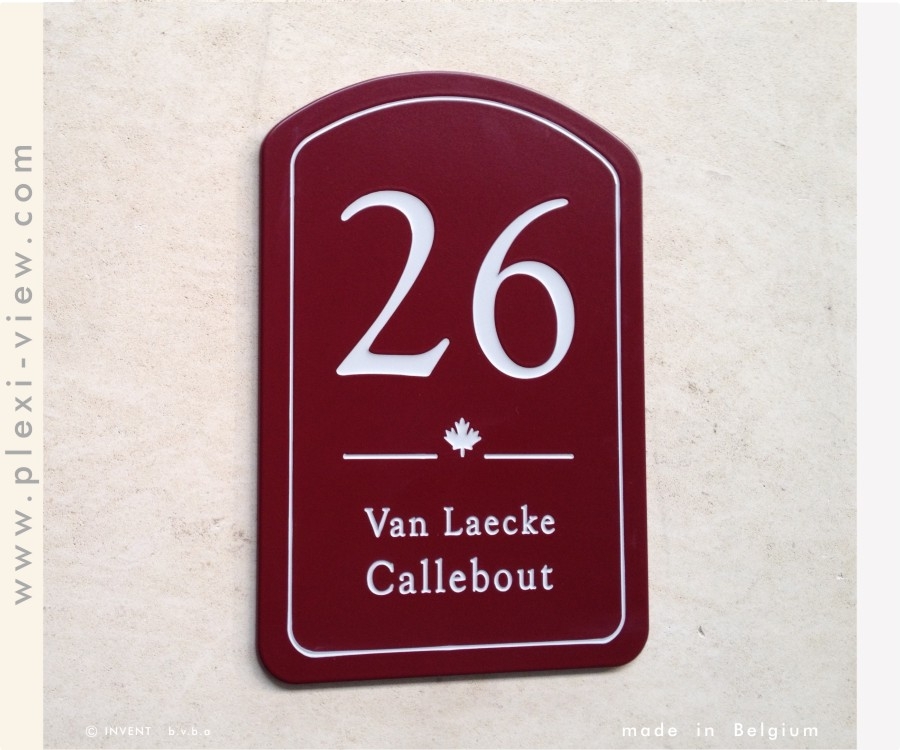 www.plexi-view.com
26
Van Laecke
Callebout
© INVENT b.v.b.a
made in Belgium